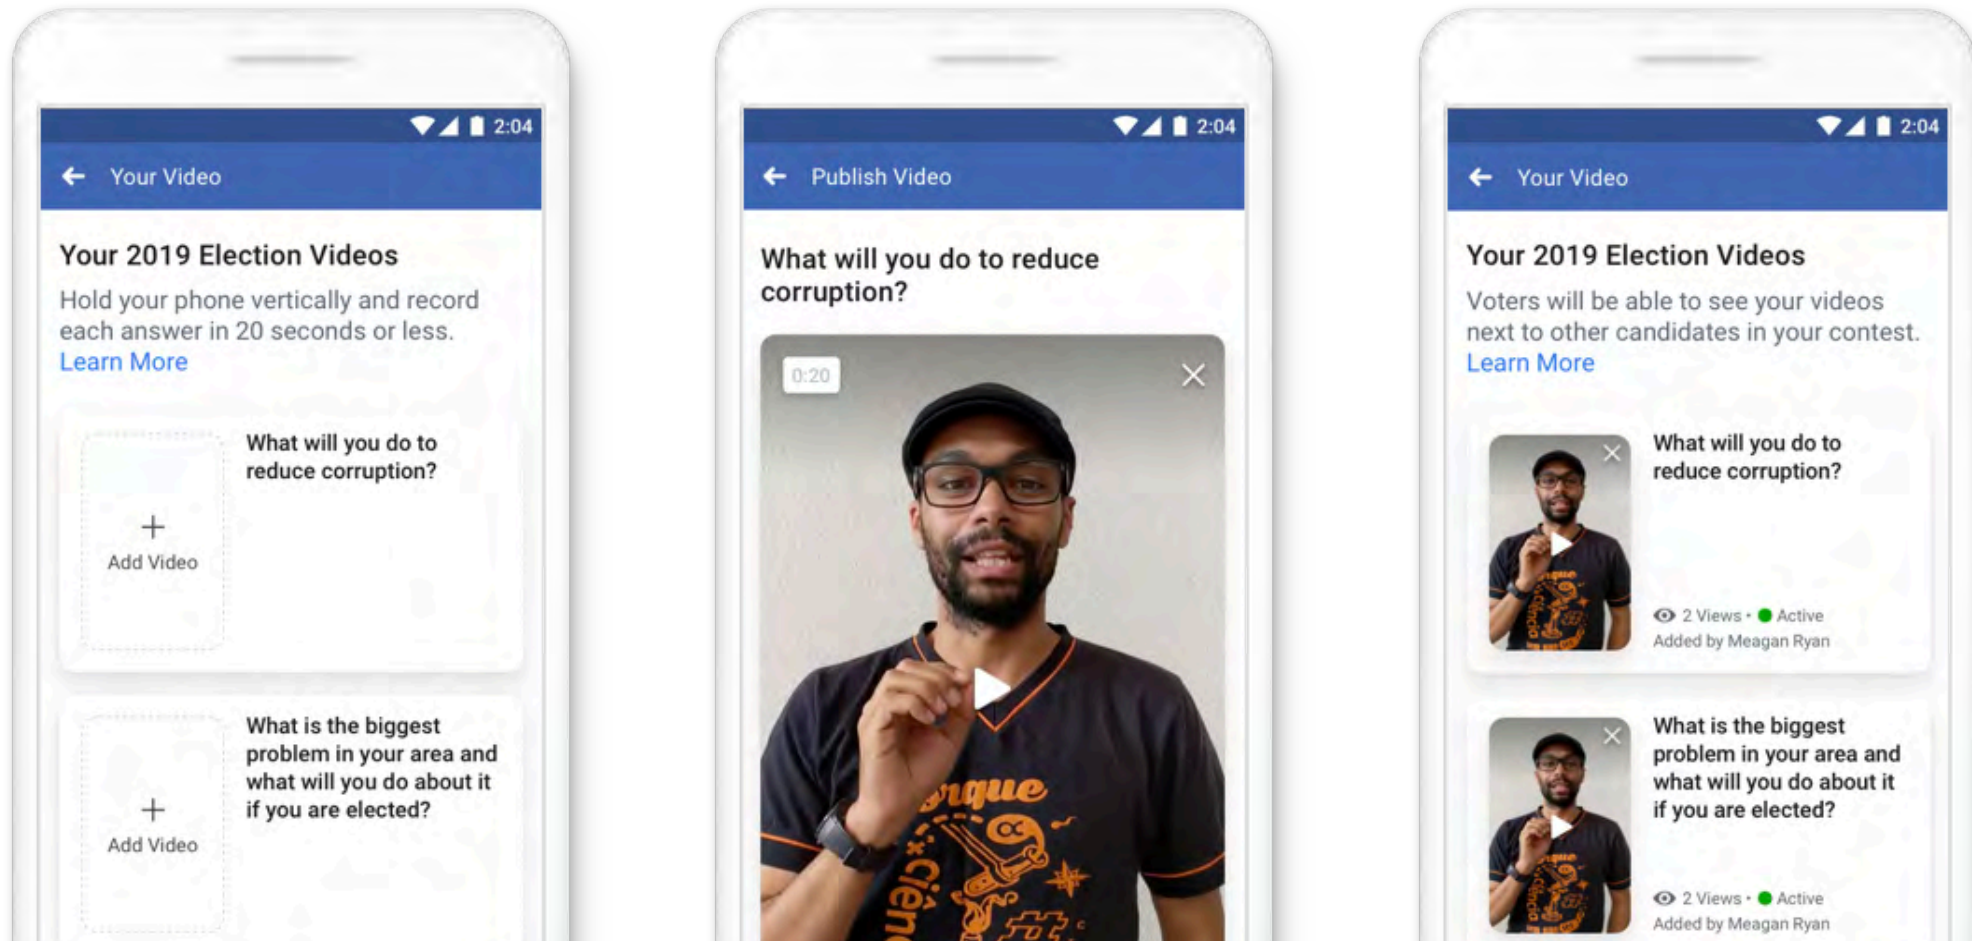 2:04
Your Video
Your 2019 Election Videos
Hold your phone vertically and record
each answer in 20 seconds or less.
Learn More
What will you do to
reduce corruption?
+
Add Video
What is the biggest
problem in your area and
what will you do about it
if you are elected?
+
Add Video
2:04
Publish Video
What will you do to reduce
corruption?
0:20
Ciên
2:04
Your Video
Your 2019 Election Videos
Voters will be able to see your videos
next to other candidates in your contest.
Learn More
What will you do to
reduce corruption?
2 Views • Active
Added by Meagan Ryan
What is the biggest
problem in your area and
what will you do about it
if you are elected?
2 Views • Active
Added by Meagan Ryan